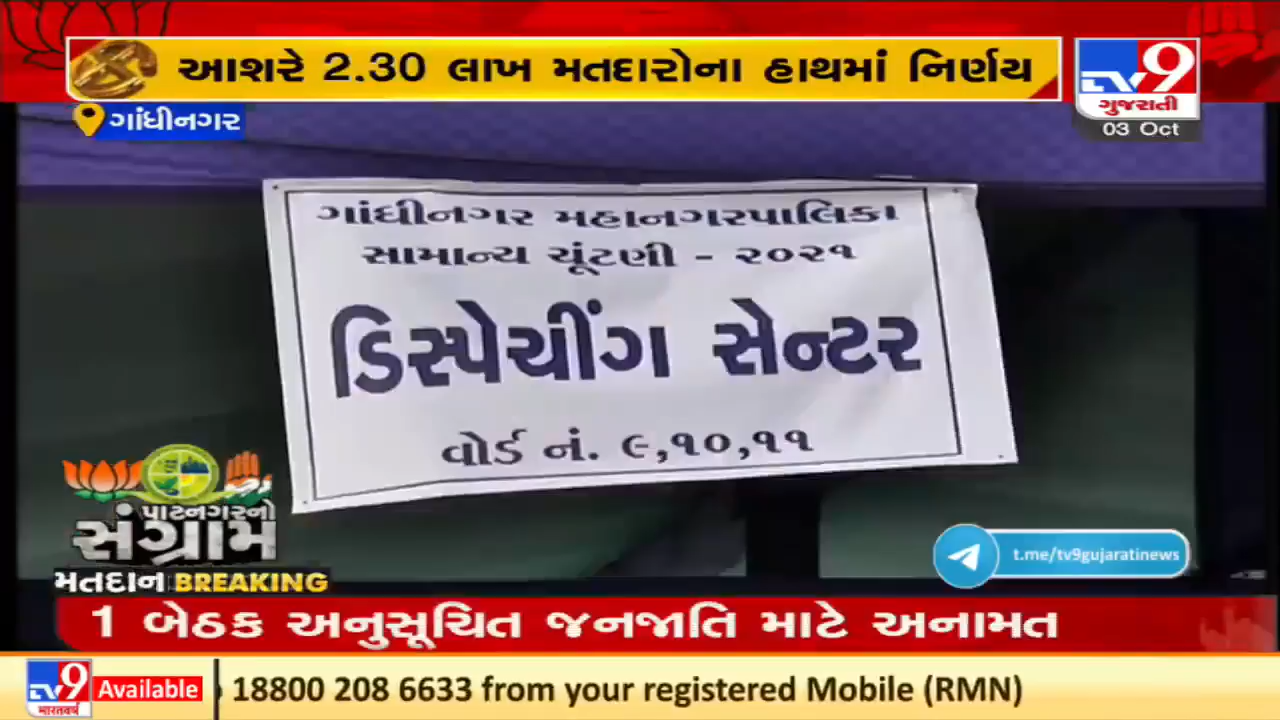 આશરે 2.30 લાખ મતદારોના હાથમાં નિર્ણય
TV9
ગુજરાતી
03 Oct
ગાંધીનગર
ગાંધીનગર મહાનગરપાલિકા
સામાન્ય ચૂંટણી - ૨૦૨૧
ડિસ્પેચીંગ સેન્ટર
વોર્ડ નં. ૯,૧૦,૧૧
પાટનગરનો
સંગ્રામ
મતદાન BREAKING
t.me/tv9gujaratinews
1 બેઠક અનુસૂચિત જનજાતિ માટે અનામત
TV9
भारतवर्ष
Available
18800 208 6633 from your registered Mobile (RMN)